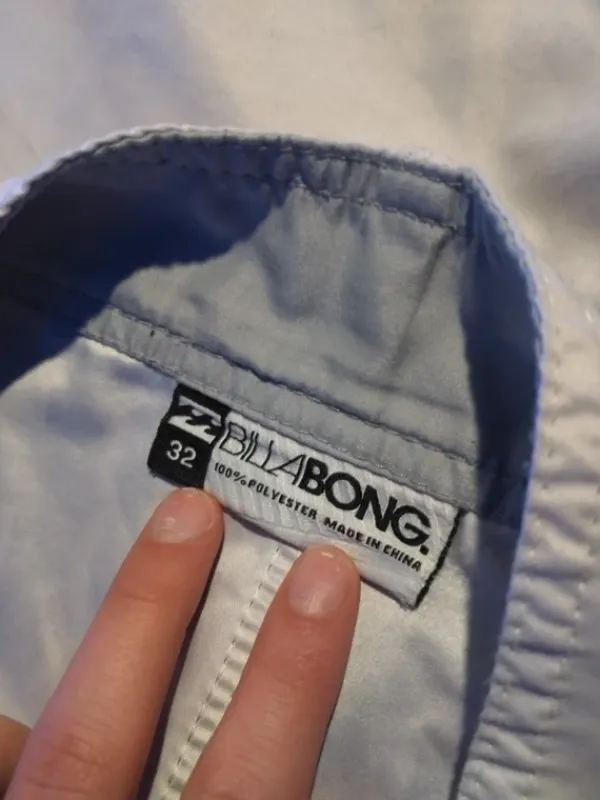 32
BILLABONG.
100% POLYESTER MADE IN CHINA